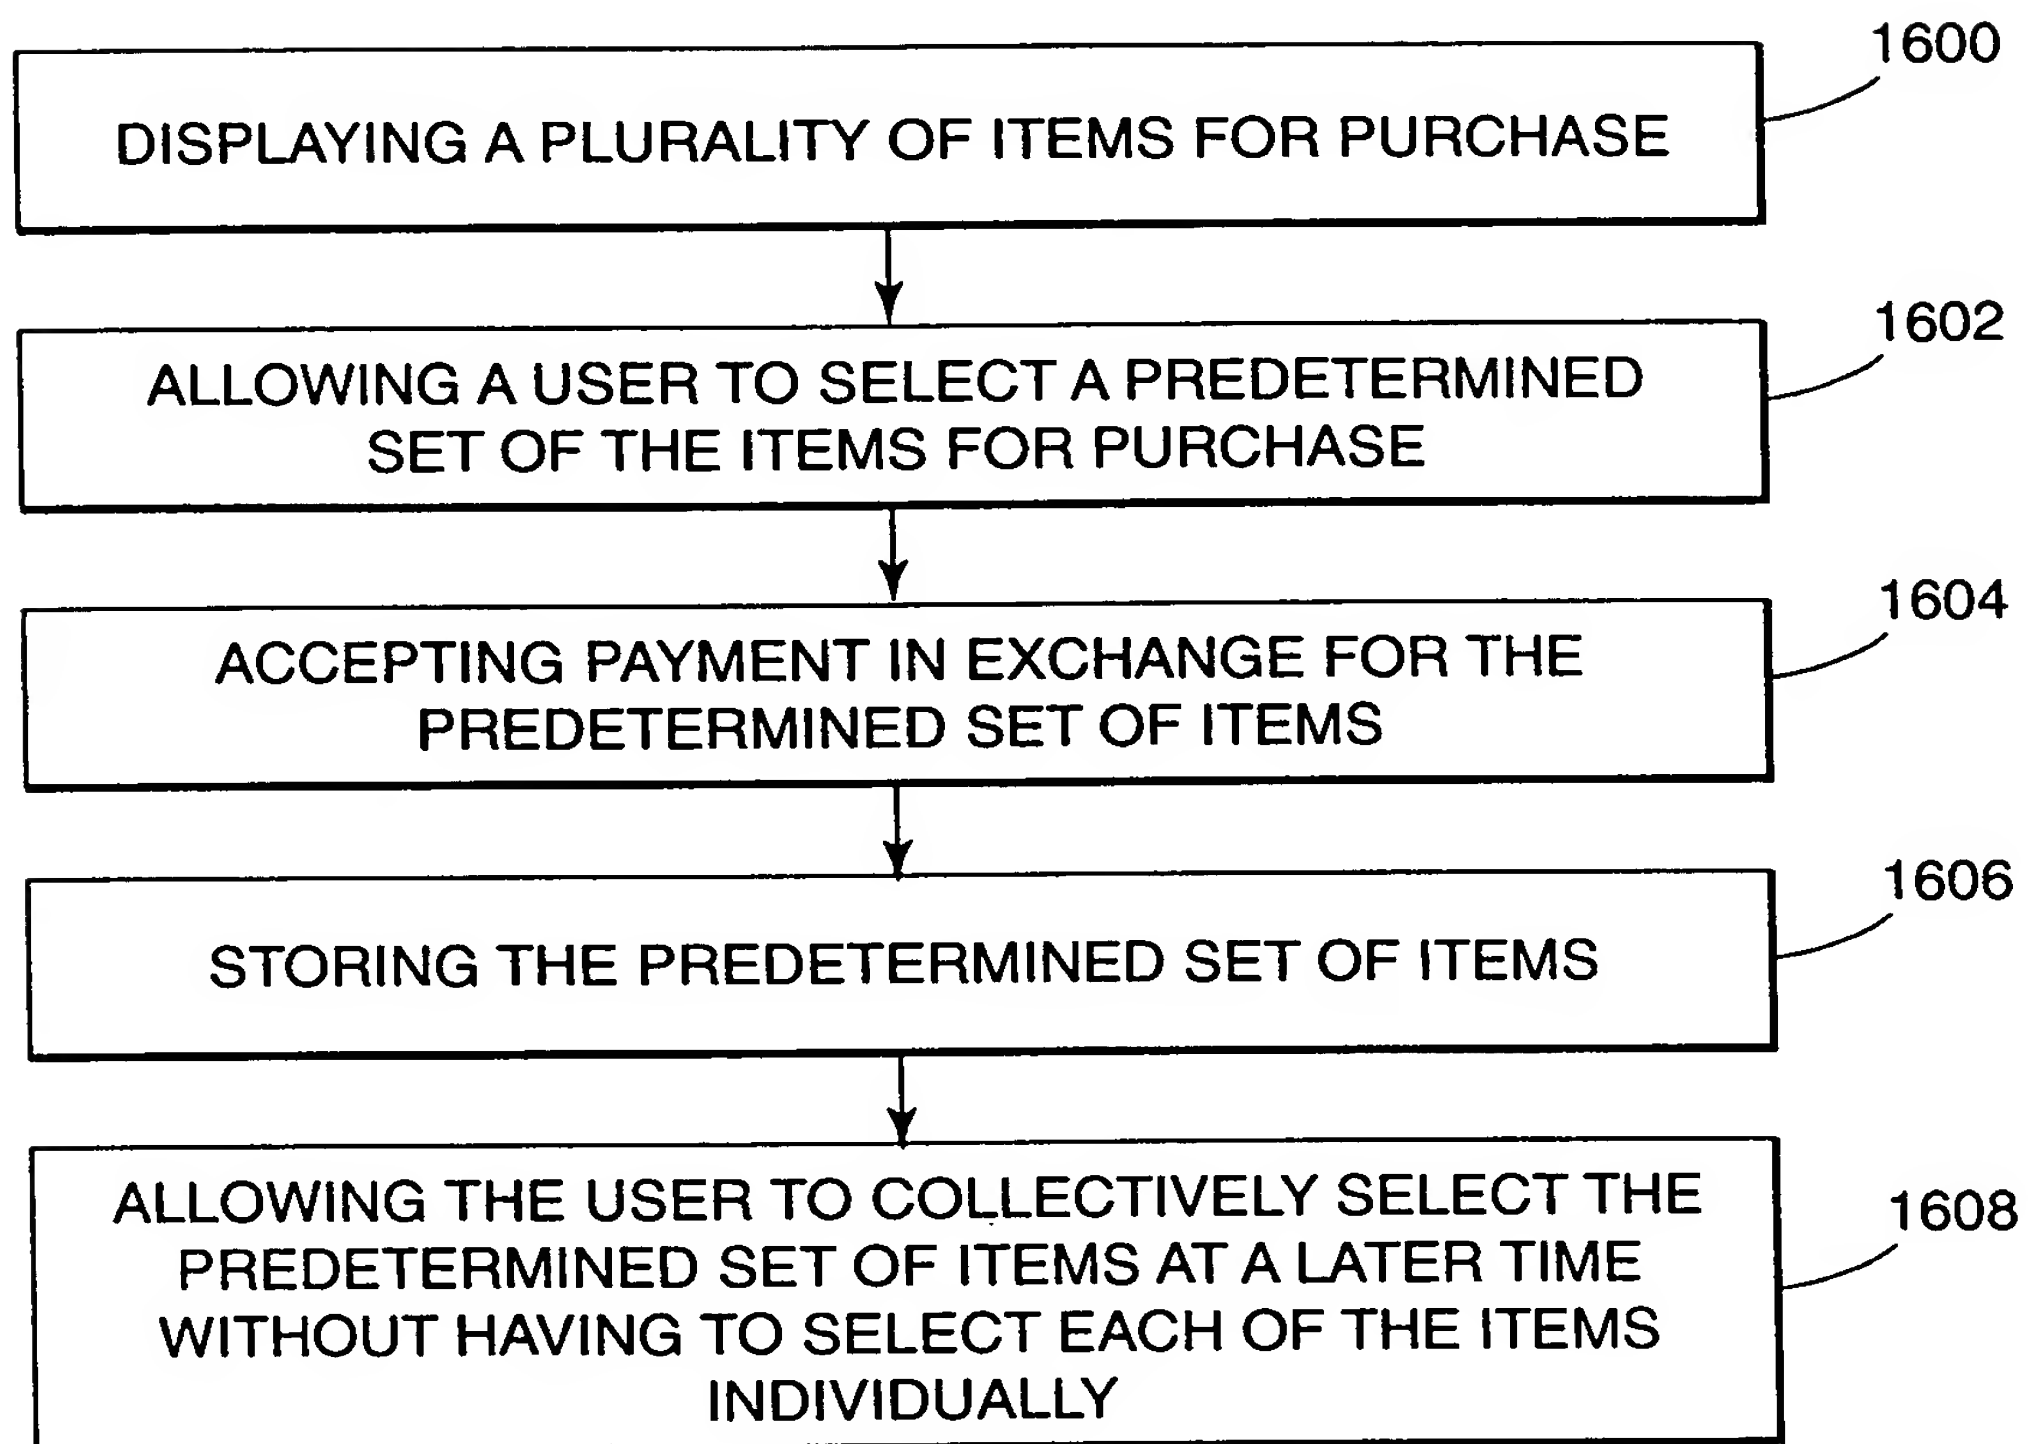 1600
DISPLAYING A PLURALITY OF ITEMS FOR PURCHASE
1602
ALLOWING A USER TO SELECT A PREDETERMINED
SET OF THE ITEMS FOR PURCHASE
1604
ACCEPTING PAYMENT IN EXCHANGE FOR THE
PREDETERMINED SET OF ITEMS
1606
STORING THE PREDETERMINED SET OF ITEMS
1608
ALLOWING THE USER TO COLLECTIVELY SELECT THE
PREDETERMINED SET OF ITEMS AT A LATER TIME
WITHOUT HAVING TO SELECT EACH OF THE ITEMS
INDIVIDUALLY